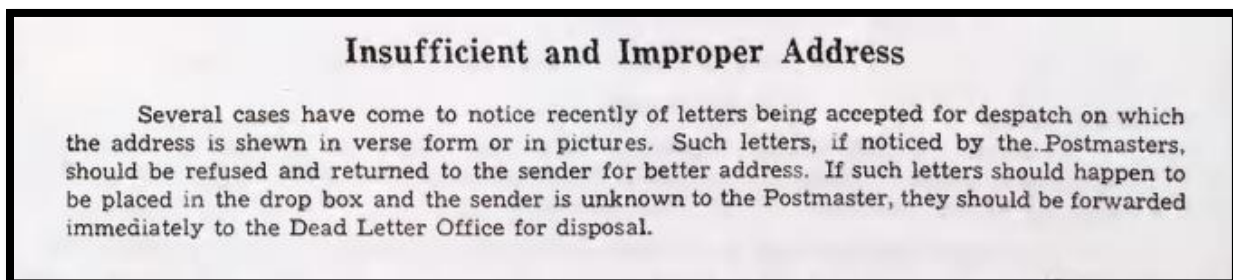 Insufficient and Improper Address
Several cases have come to notice recently of letters being accepted for despatch on which
the address is shewn in verse form or in pictures. Such letters, if noticed by the Postmasters,
should be refused and returned to the sender for better address. If such letters should happen to
be placed in the drop box and the sender is unknown to the Postmaster, they should be forwarded
immediately to the Dead Letter Office for disposal.